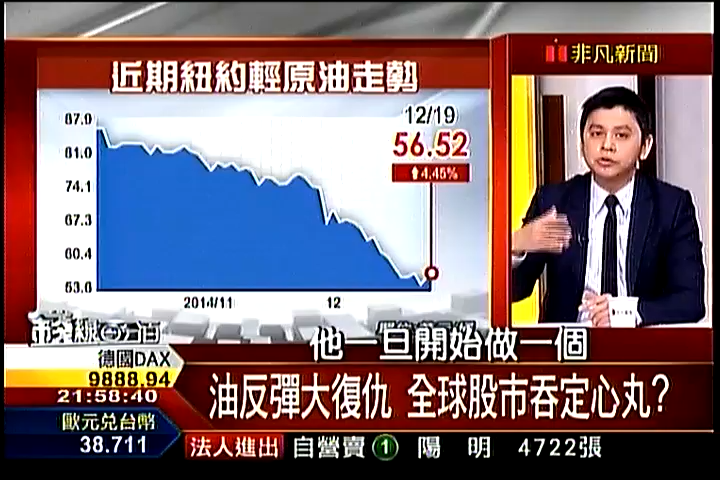 非凡新聞
近期紐約輕原油走勢
12/19
56.52
4.45%
87.0
81.0
74.1
67.3
60.4
53.0
2014/11
12
德國DAX
9888.94
21:58:40
歐元兌台幣
38.711
他一旦開始做一個
油反彈大復仇 全球股市吞定心丸?
法人進出 自營賣 1 陽 明 4722張